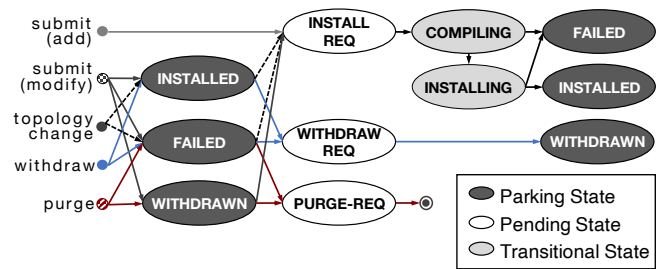 submit
(add)
submit
(modify)
topology
change
withdraw
purge
INSTALLED
FAILED
WITHDRAWN
INSTALL
REQ
WITHDRAW
REQ
PURGE-REQ
COMPILING
INSTALLING
FAILED
INSTALLED
WITHDRAWN
Parking State
Pending State
Transitional State